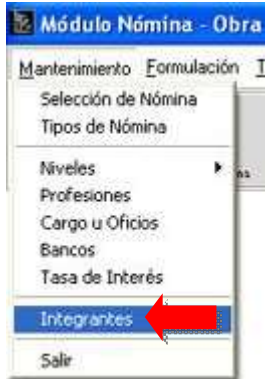 Módulo Nómina - Obra
Mantenimiento Formulación
Selección de Nómina
Tipos de Nómina
Niveles
Profesiones
Cargo u Oficios
Bancos
Tasa de Interés
Integrantes
Salir